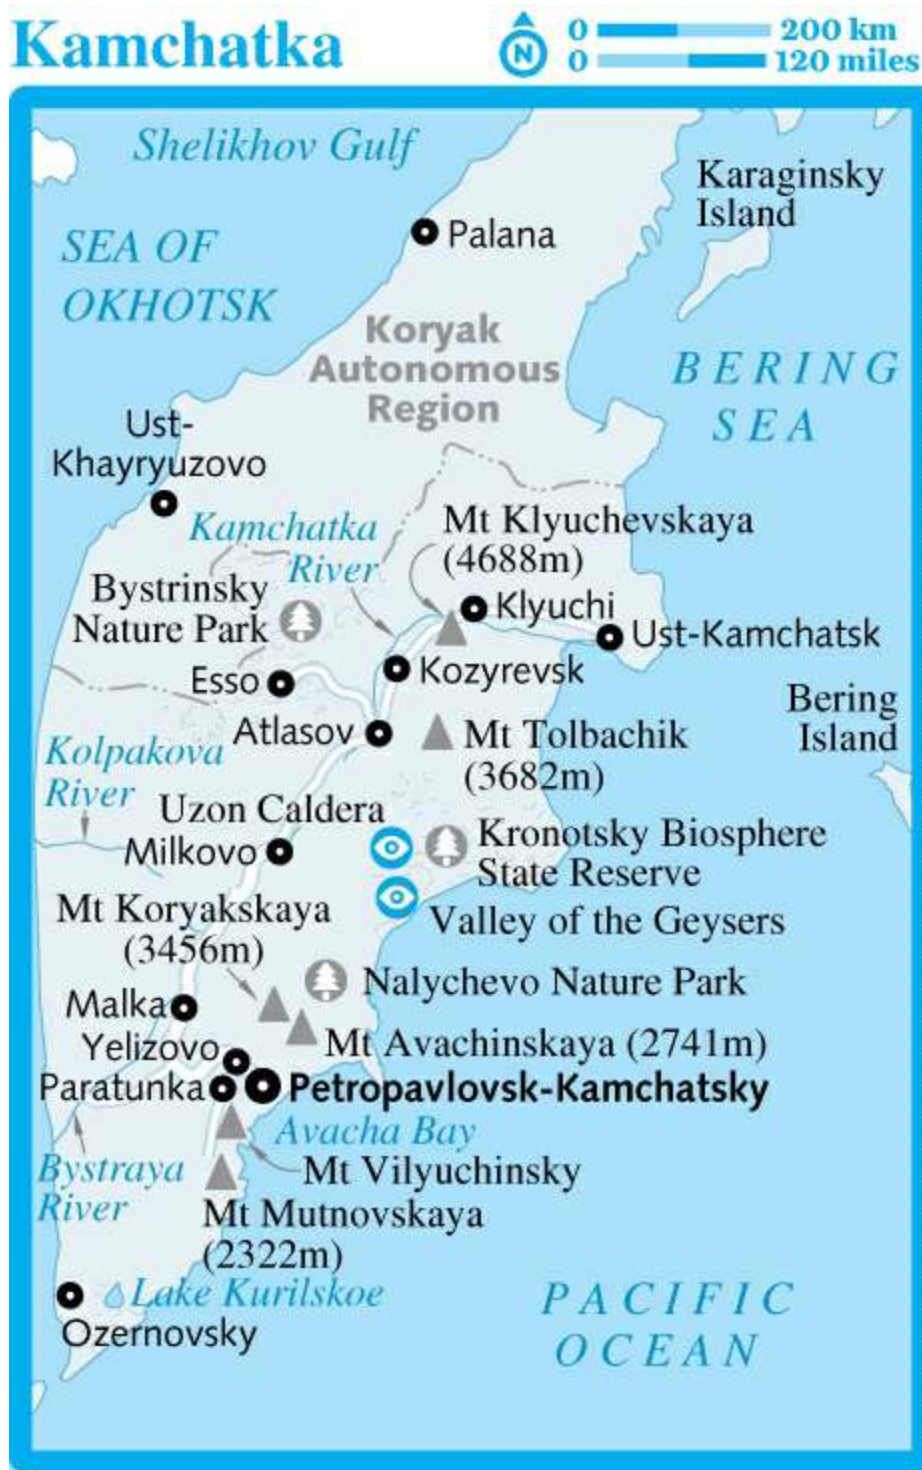 Kamchatka
N
0 200 km
0 120 miles
Shelikhov Gulf
Karaginsky
Island
Palana
SEA OF
OKHOTSK
Koryak
Autonomous
Region
BERING
SEA
Ust-
Khayryuzovo
Kamchatka
River
Mt Klyuchevskaya
(4688m)
Bystrinsky
Nature Park
Klyuchi
Ust-Kamchatsk
Esso
Kozyrevsk
Bering
Island
Atlasov
Mt Tolbachik
(3682m)
Kolpakova
River
Uzon Caldera
Milkovo
Kronotsky Biosphere
State Reserve
Mt Koryakskaya
(3456m)
Valley of the Geysers
Nalychevo Nature Park
Malka
Mt Avachinskaya (2741m)
Yelizovo
Paratunka
Petropavlovsk-Kamchatsky
Avacha Bay
Bystraya
River
Mt Vilyuchinsky
Mt Mutnovskaya
(2322m)
Lake Kurilskoe
Ozernovsky
PACIFIC
OCEAN